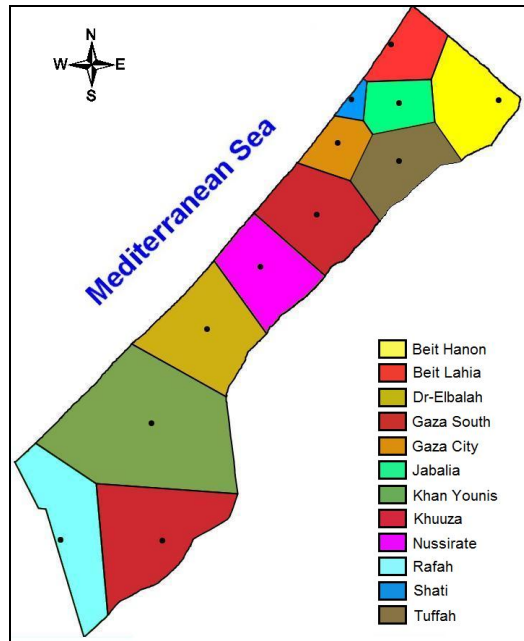 N
W E
S
Mediterranean Sea
Beit Hanon
Beit Lahia
Dr-Elbalah
Gaza South
Gaza City
Jabalia
Khan Younis
Khuuza
Nussirate
Rafah
Shati
Tuffah